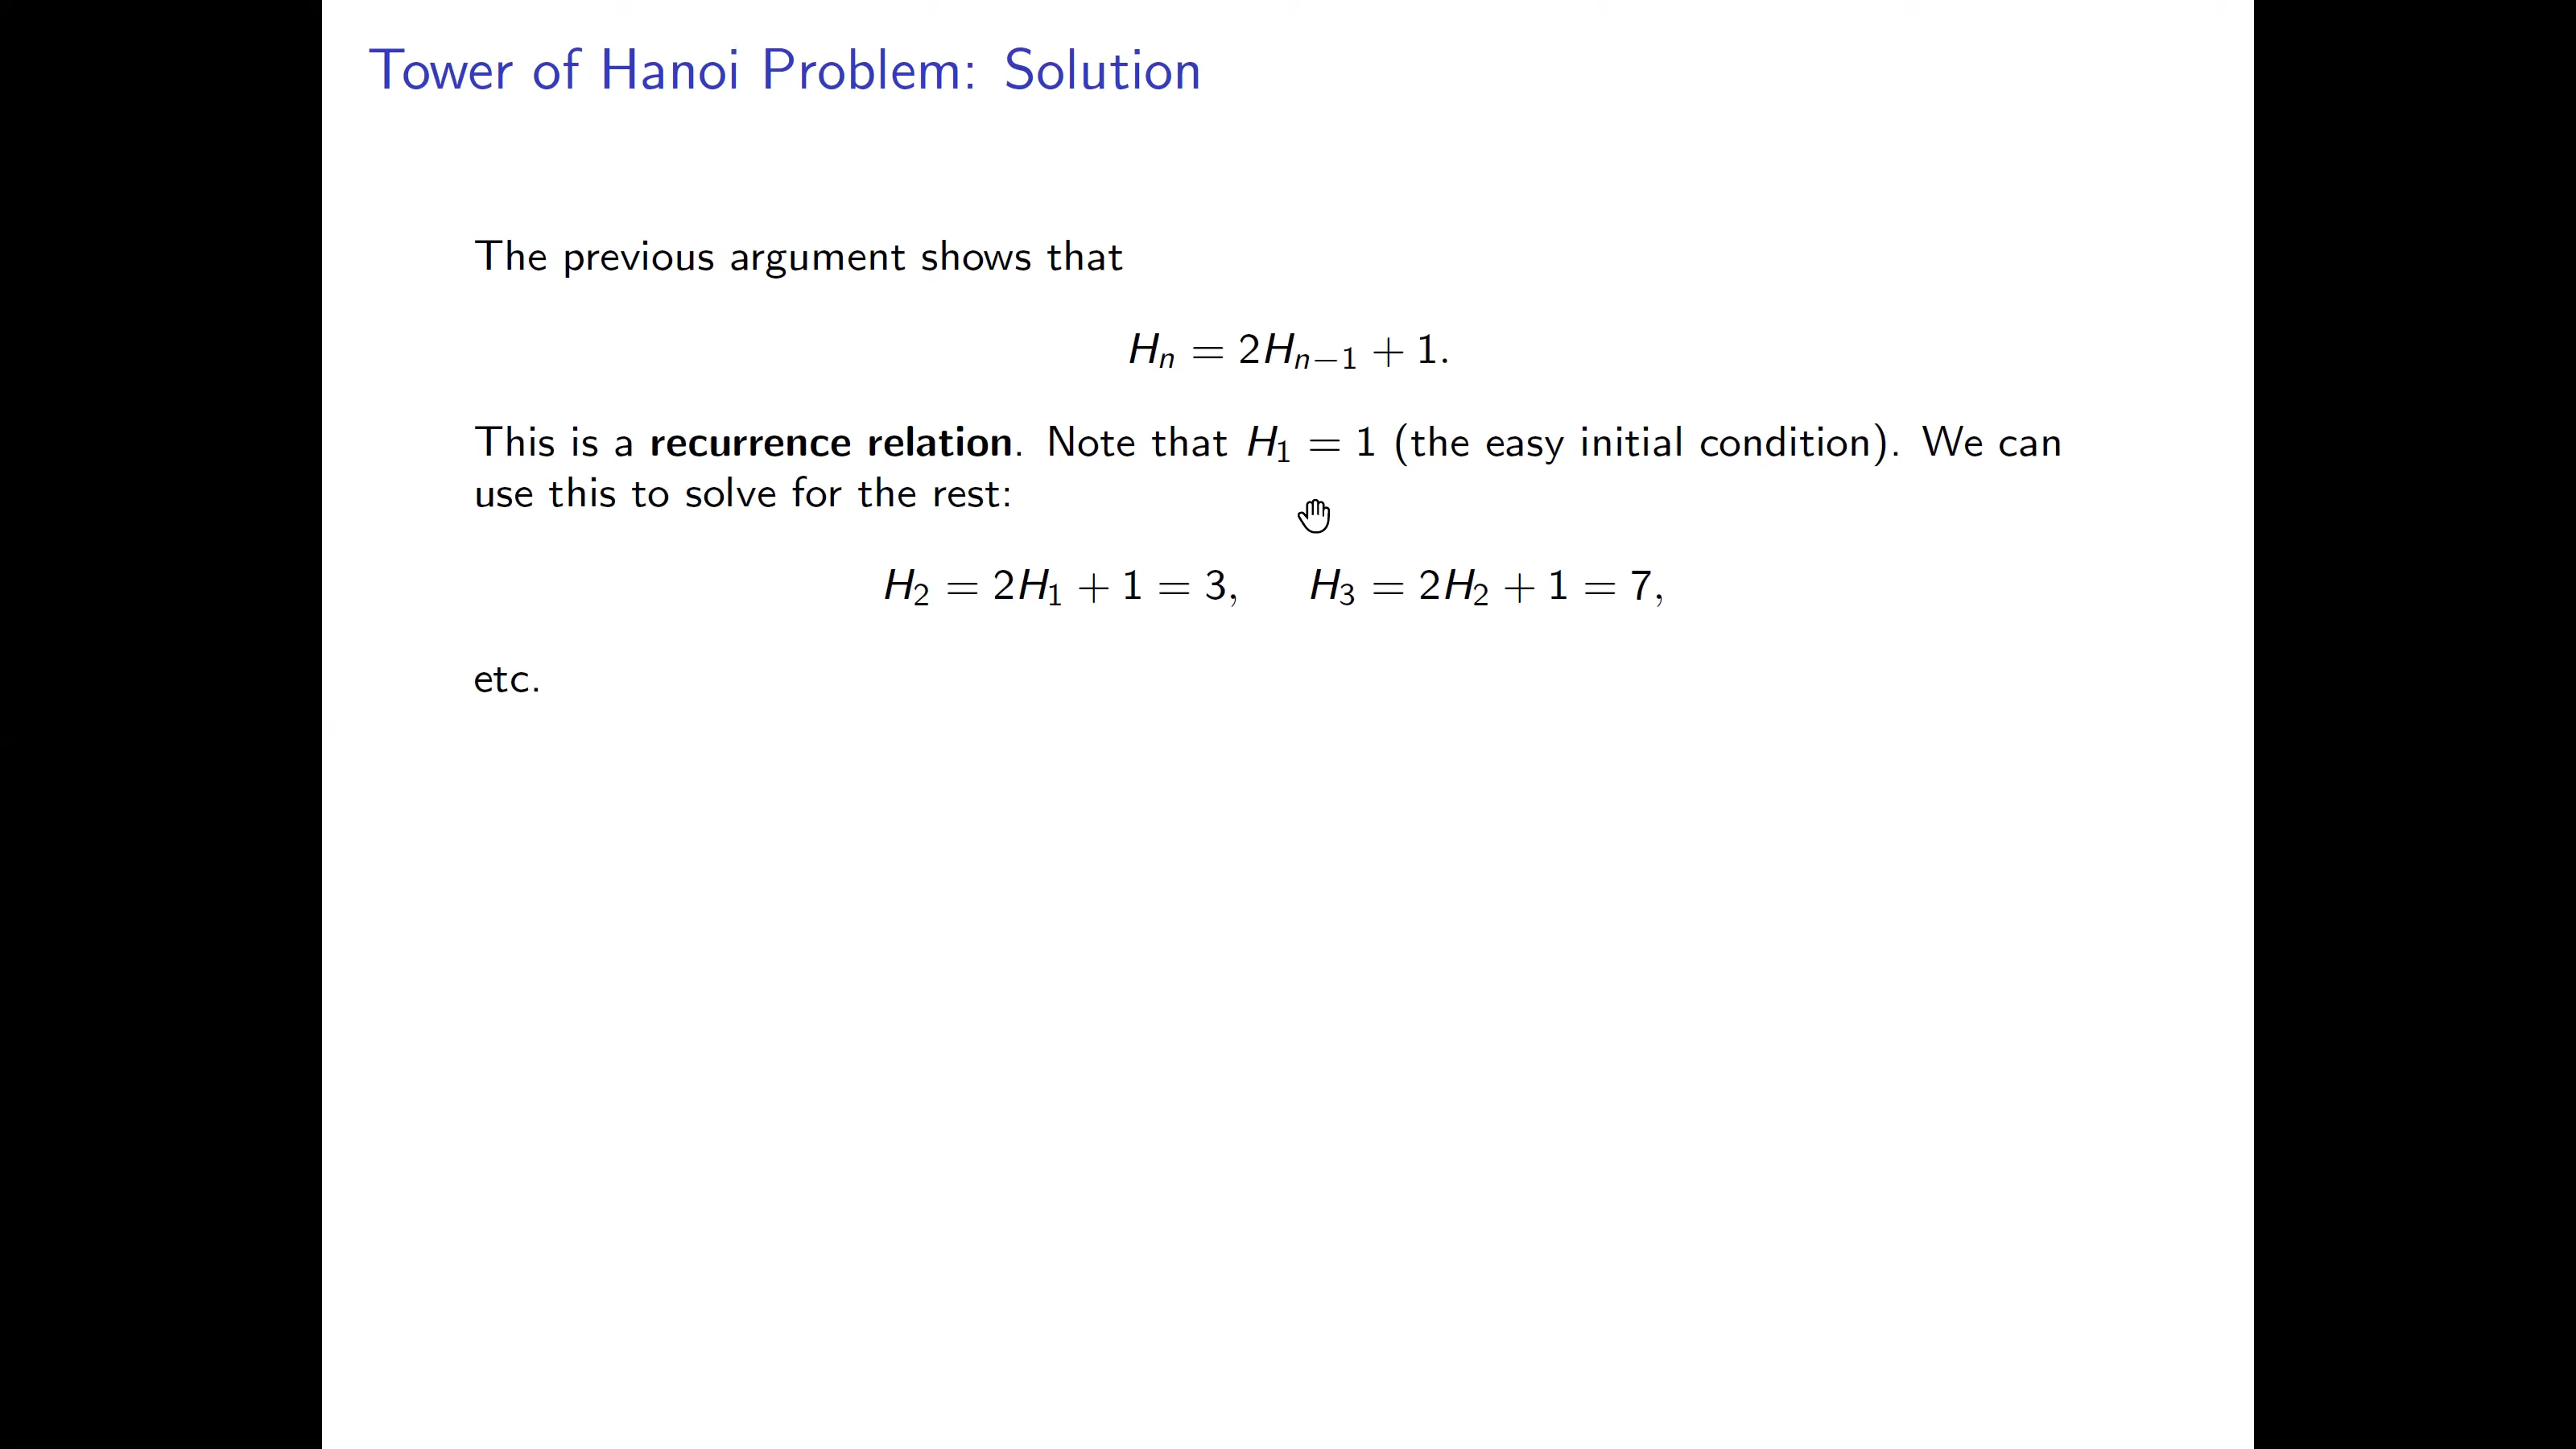 Tower of Hanoi Problem: Solution
The previous argument shows that
Hₙ = 2Hₙ₋₁ + 1.
This is a recurrence relation. Note that H₁ = 1 (the easy initial condition). We can
use this to solve for the rest:
H₂ = 2H₁ + 1 = 3, H₃ = 2H₂ + 1 = 7,
etc.